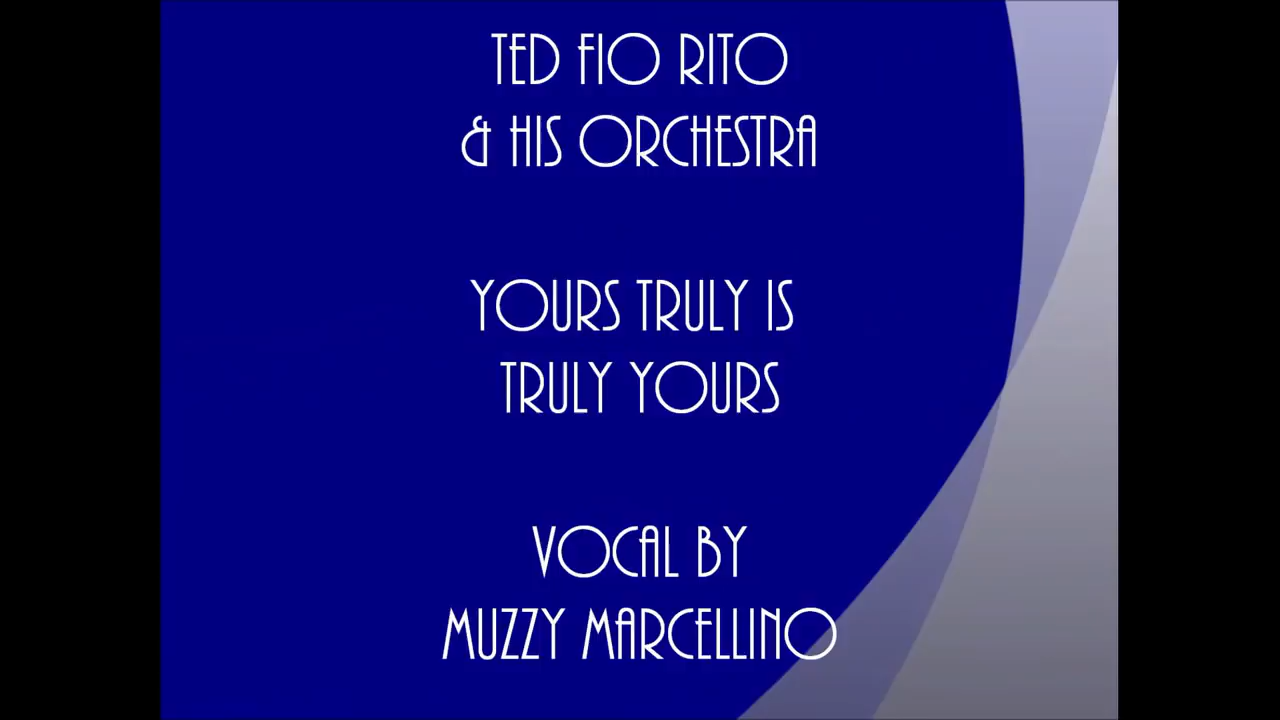 TED FIO RITO
& HIS ORCHESTRA
YOURS TRULY IS
TRULY YOURS
VOCAL BY
MUZZY MARCELLINO